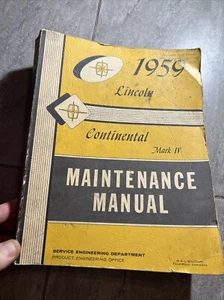 1959
Lincoln
Continental
Mark IV
MAINTENANCE
MANUAL
SERVICE ENGINEERING DEPARTMENT
PRODUCT ENGINEERING OFFICE